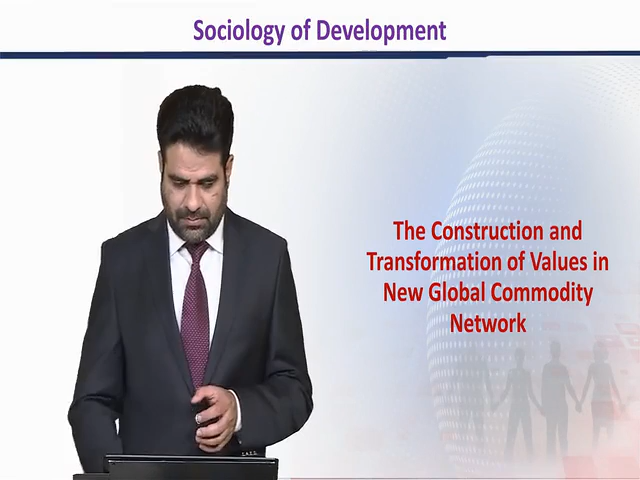 Sociology of Development
The Construction and
Transformation of Values in
New Global Commodity
Network